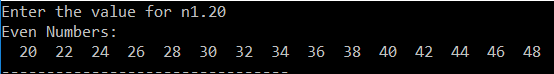 Enter the value for n1.20
Even Numbers:
20 22 24 26 28 30 32 34 36 38 40 42 44 46 48
--------------------------------